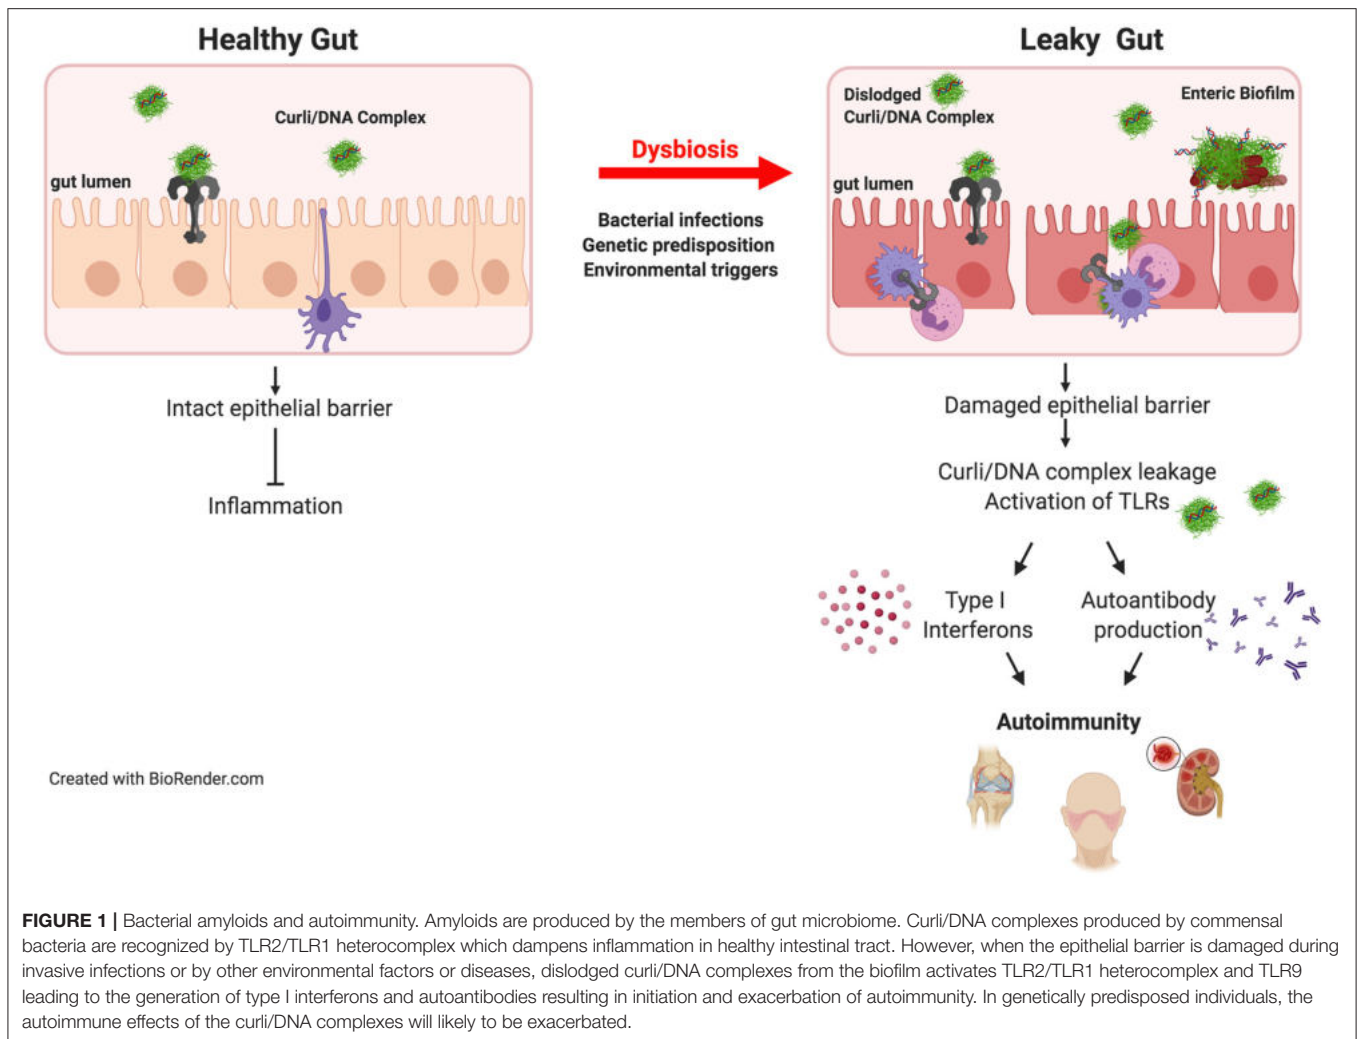 Healthy Gut
Curli/DNA Complex
gut lumen
Intact epithelial barrier
Inflammation
Dysbiosis
Bacterial infections
Genetic predisposition
Environmental triggers
Leaky Gut
Dislodged
Curli/DNA Complex
Enteric Biofilm
gut lumen
Damaged epithelial barrier
Curli/DNA complex leakage
Activation of TLRs
Type I
Interferons
Autoantibody
production
Autoimmunity
Created with BioRender.com
FIGURE 1 | Bacterial amyloids and autoimmunity. Amyloids are produced by the members of gut microbiome. Curli/DNA complexes produced by commensal
bacteria are recognized by TLR2/TLR1 heterocomplex which dampens inflammation in healthy intestinal tract. However, when the epithelial barrier is damaged during
invasive infections or by other environmental factors or diseases, dislodged curli/DNA complexes from the biofilm activates TLR2/TLR1 heterocomplex and TLR9
leading to the generation of type I interferons and autoantibodies resulting in initiation and exacerbation of autoimmunity. In genetically predisposed individuals, the
autoimmune effects of the curli/DNA complexes will likely to be exacerbated.